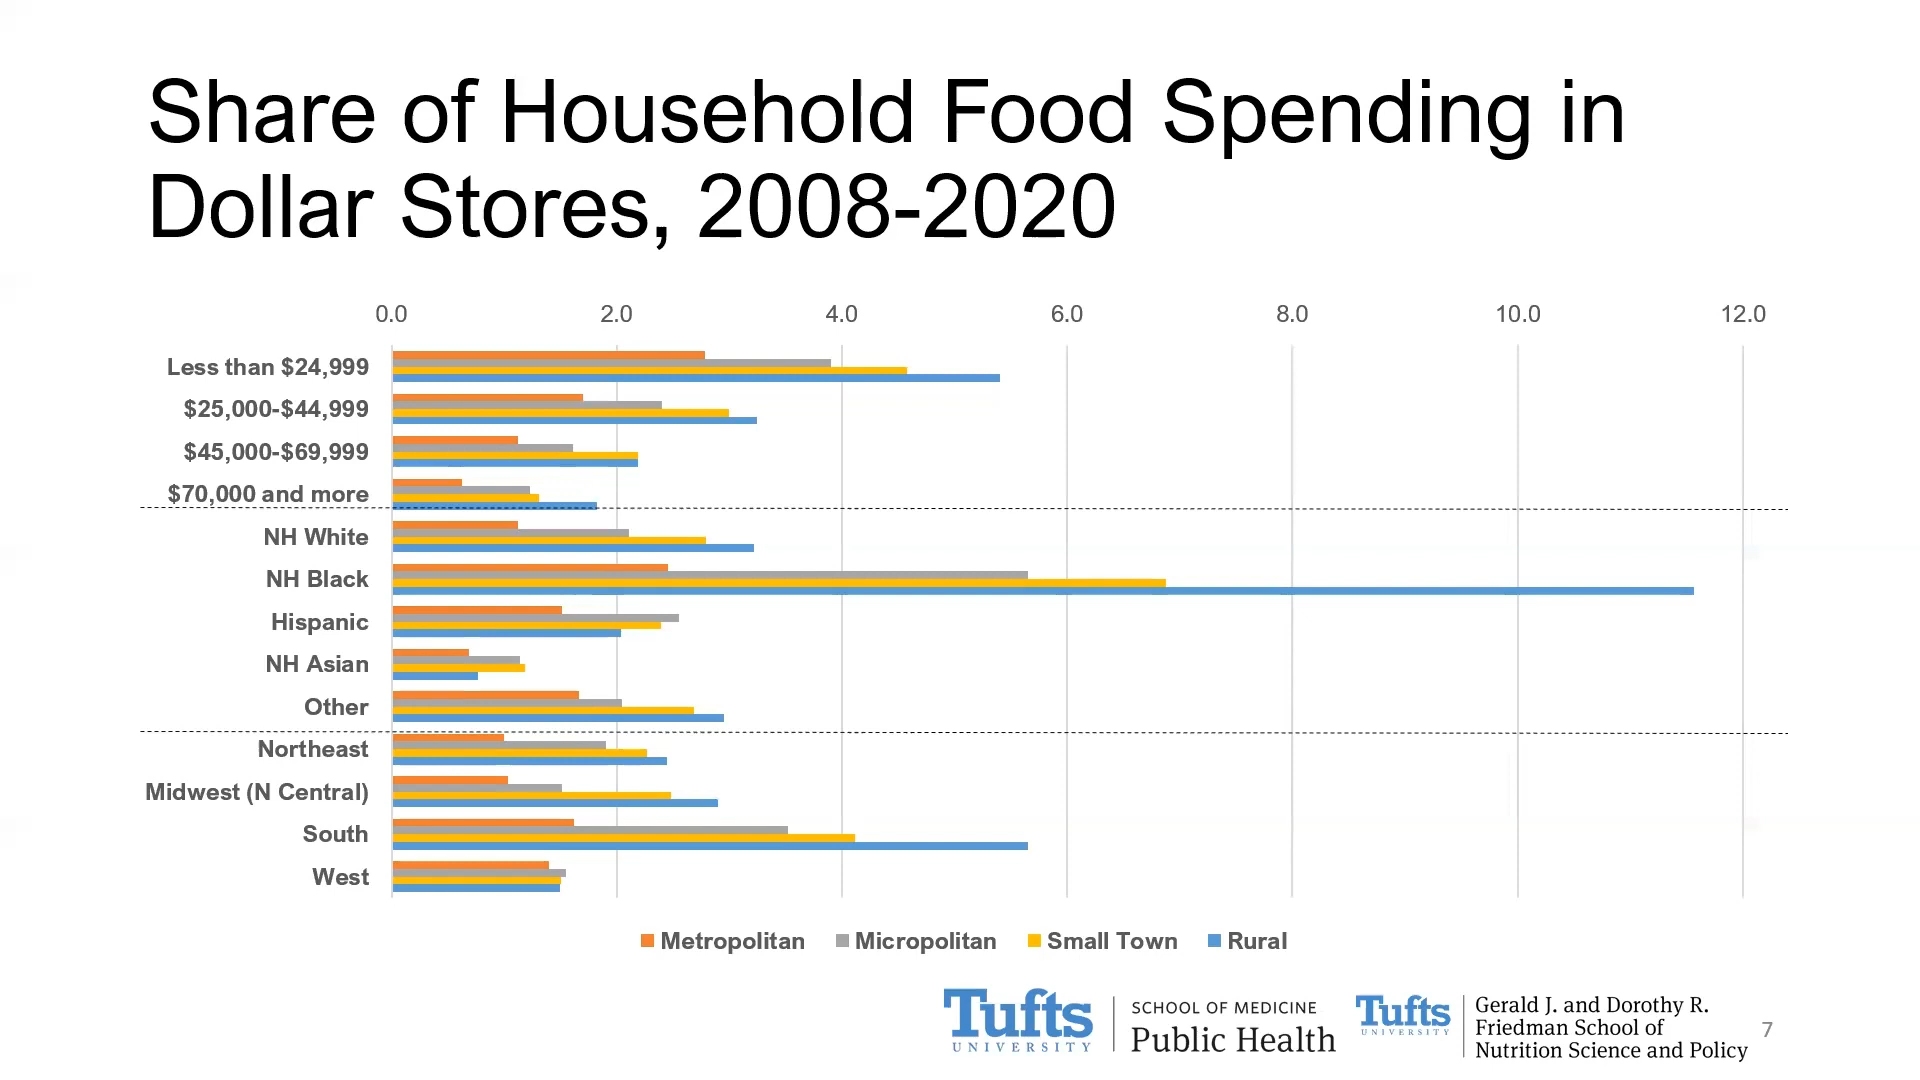 Share of Household Food Spending in
Dollar Stores, 2008-2020
0.0 2.0 4.0 6.0 8.0 10.0 12.0
Less than $24,999
$25,000-$44,999
$45,000-$69,999
$70,000 and more
NH White
NH Black
Hispanic
NH Asian
Other
Northeast
Midwest (N Central)
South
West
Metropolitan Micropolitan Small Town Rural
Tufts
UNIVERSITY
SCHOOL OF MEDICINE
Public Health
Tufts
UNIVERSITY
Gerald J. and Dorothy R.
Friedman School of
Nutrition Science and Policy
7